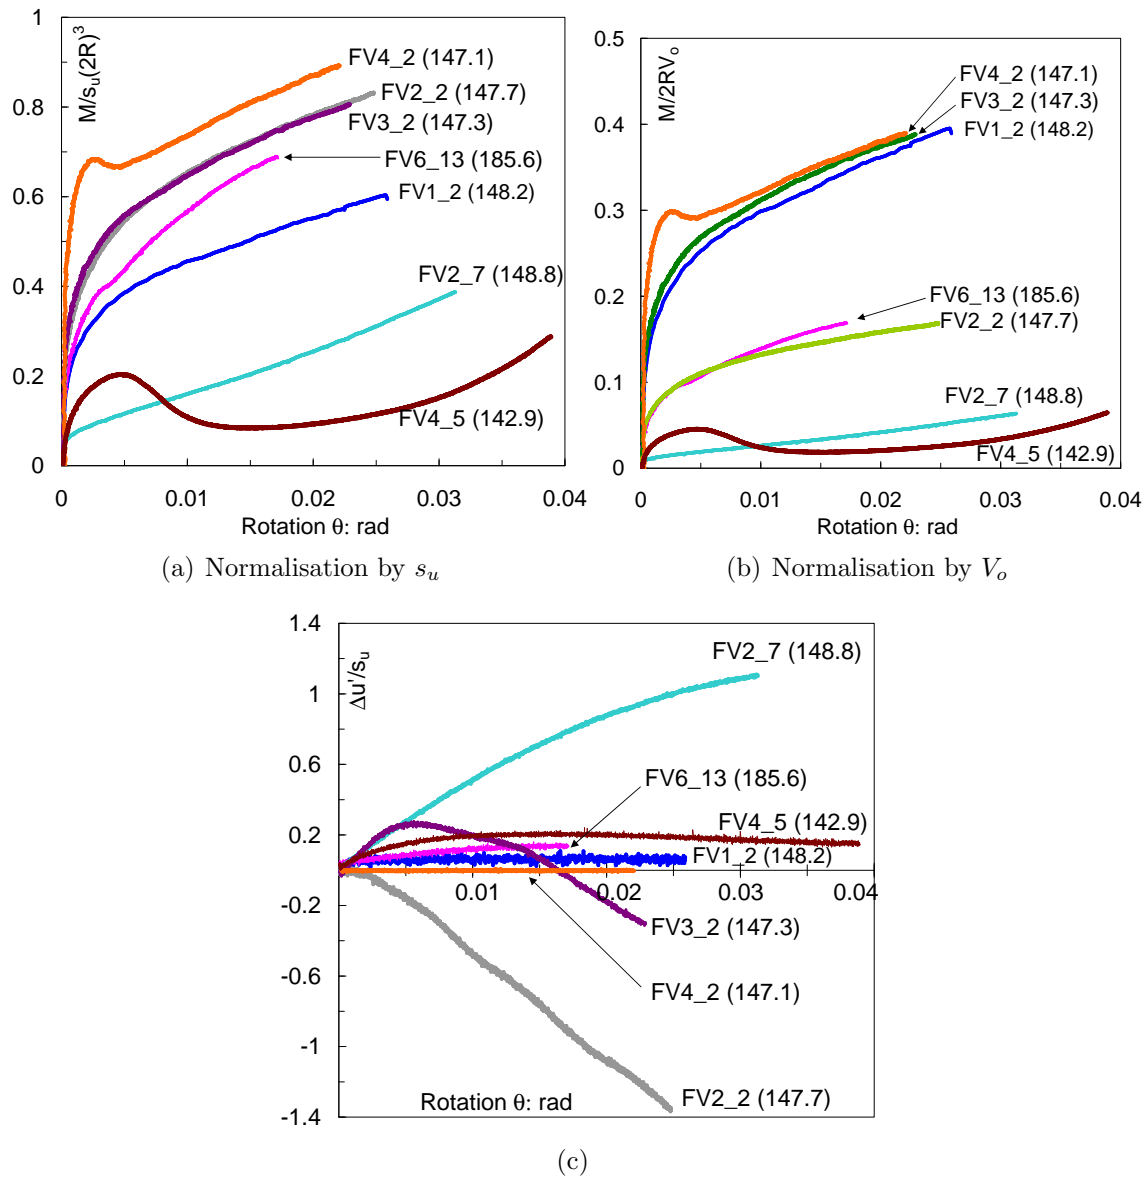 M/s_u(2R)^3
1
0.8
0.6
0.4
0.2
0
0
0.01
0.02
0.03
0.04
FV4_2 (147.1)
FV2_2 (147.7)
FV3_2 (147.3)
FV6_13 (185.6)
FV1_2 (148.2)
FV2_7 (148.8)
FV4_5 (142.9)
Rotation θ: rad
(a) Normalisation by s_u
M/2RV_o
0.5
0.4
0.3
0.2
0.1
0
0
0.01
0.02
0.03
0.04
FV4_2 (147.1)
FV3_2 (147.3)
FV1_2 (148.2)
FV6_13 (185.6)
FV2_2 (147.7)
FV2_7 (148.8)
FV4_5 (142.9)
Rotation θ: rad
(b) Normalisation by V_o
Δu'/s_u
1.4
1
0.6
0.2
-0.2
-0.6
-1
-1.4
0.01
0.02
0.03
0.04
FV2_7 (148.8)
FV6_13 (185.6)
FV4_5 (142.9)
FV1_2 (148.2)
FV3_2 (147.3)
FV4_2 (147.1)
FV2_2 (147.7)
Rotation θ: rad
(c)